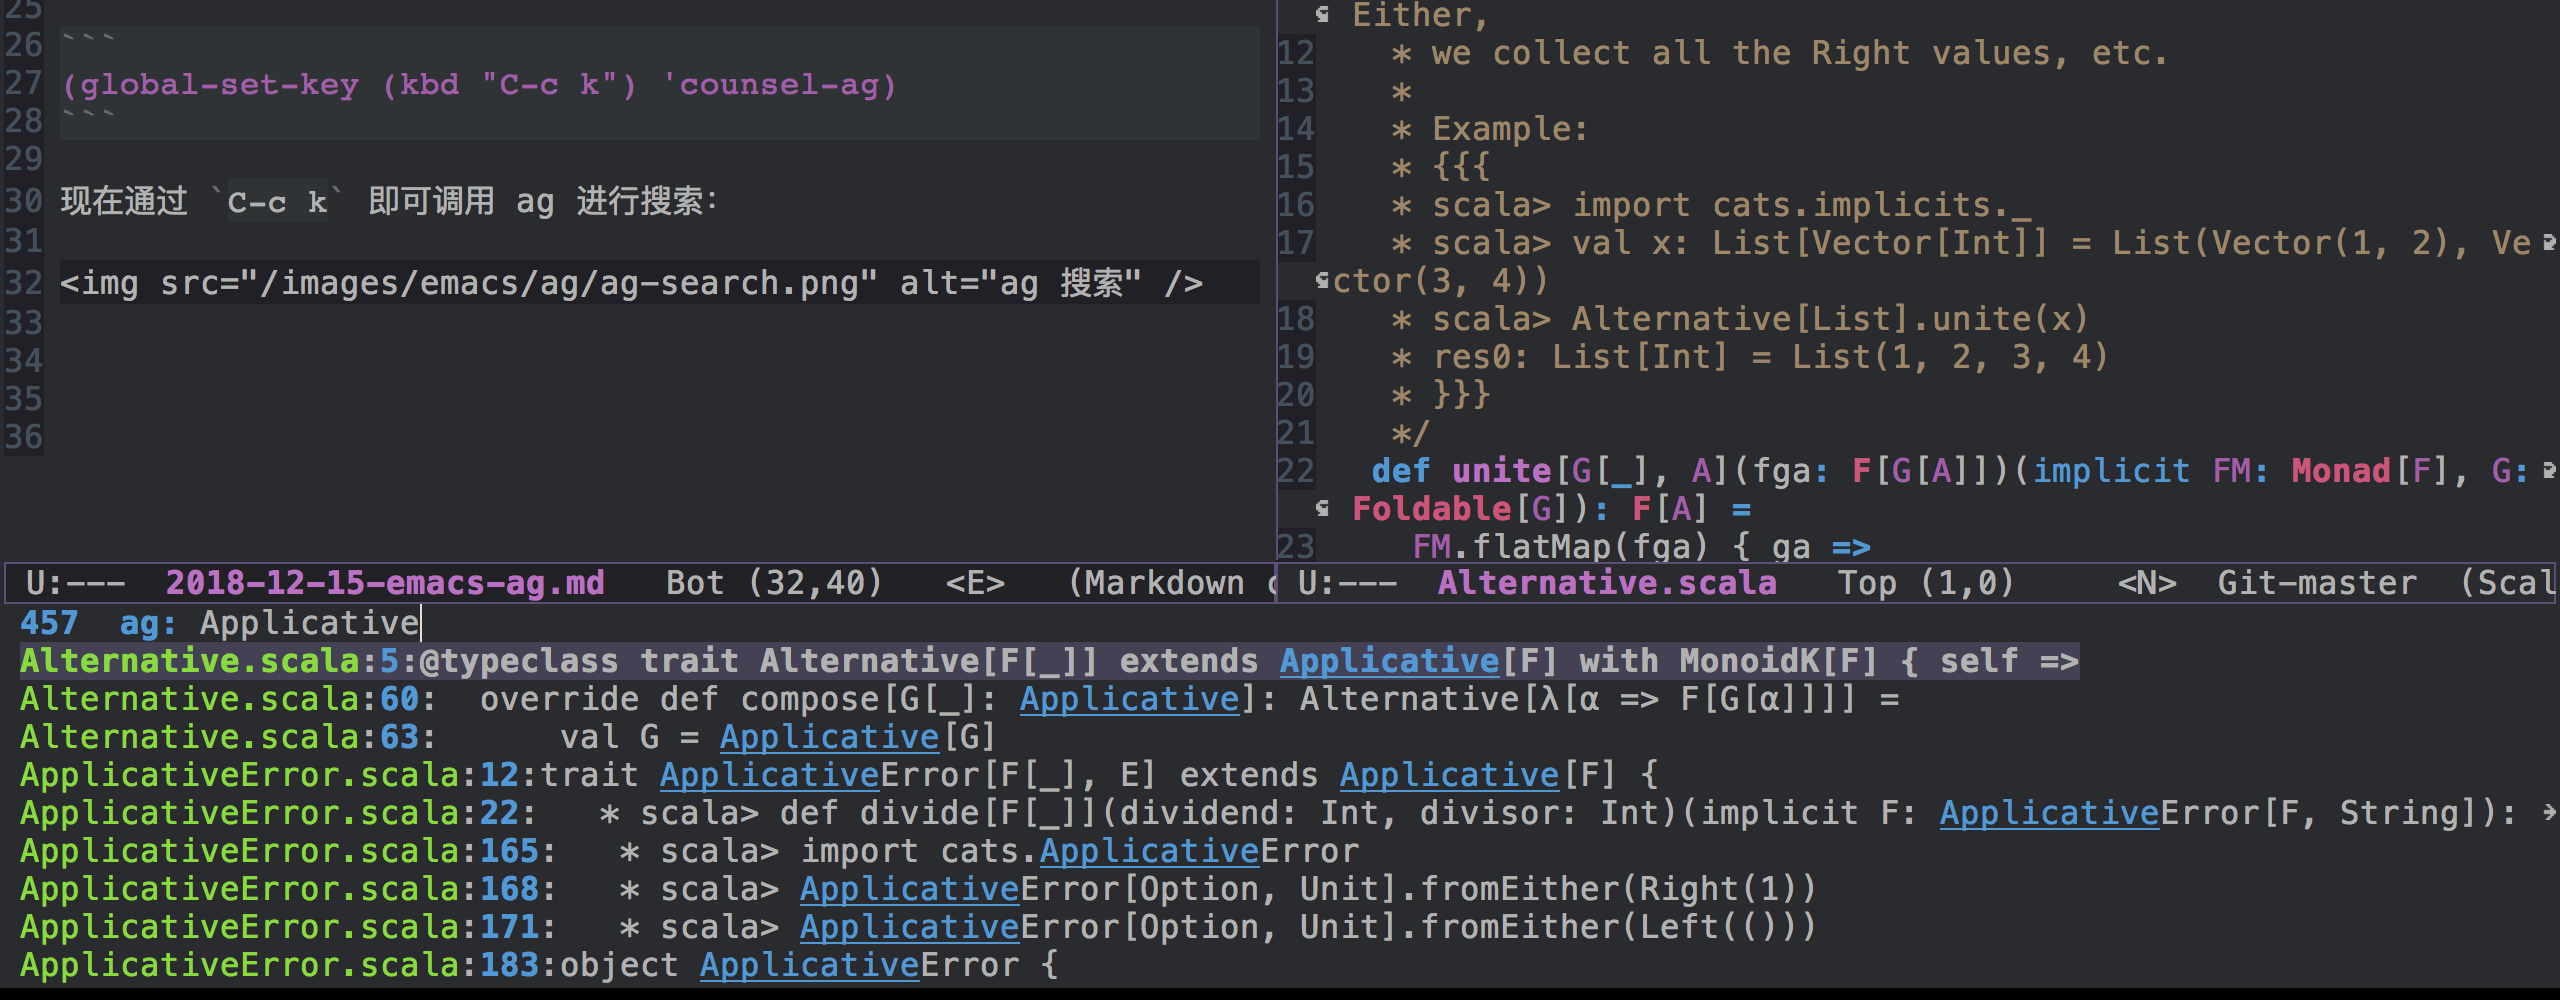 25
26 ```
27 (global-set-key (kbd "C-c k") 'counsel-ag)
28 ```
29
30 现在通过 `C-c k` 即可调用 ag 进行搜索:
31
32 <img src="/images/emacs/ag/ag-search.png" alt="ag 搜索" />
33
34
35
36
U:---  2018-12-15-emacs-ag.md   Bot (32,40)   <E>   (Markdown
Either,
12    * we collect all the Right values, etc.
13    *
14    * Example:
15    * {{{
16    * scala> import cats.implicits._
17    * scala> val x: List[Vector[Int]] = List(Vector(1, 2), Ve
ctor(3, 4))
18    * scala> Alternative[List].unite(x)
19    * res0: List[Int] = List(1, 2, 3, 4)
20    * }}}
21    */
22   def unite[G[_], A](fga: F[G[A]])(implicit FM: Monad[F], G:
Foldable[G]): F[A] =
23     FM.flatMap(fga) { ga =>
U:---  Alternative.scala   Top (1,0)     <N>  Git-master  (Scal
457  ag: Applicative
Alternative.scala:5:@typeclass trait Alternative[F[_]] extends Applicative[F] with MonoidK[F] { self =>
Alternative.scala:60:  override def compose[G[_]: Applicative]: Alternative[λ[α => F[G[α]]]] =
Alternative.scala:63:      val G = Applicative[G]
ApplicativeError.scala:12:trait ApplicativeError[F[_], E] extends Applicative[F] {
ApplicativeError.scala:22:   * scala> def divide[F[_]](dividend: Int, divisor: Int)(implicit F: ApplicativeError[F, String]):
ApplicativeError.scala:165:   * scala> import cats.ApplicativeError
ApplicativeError.scala:168:   * scala> ApplicativeError[Option, Unit].fromEither(Right(1))
ApplicativeError.scala:171:   * scala> ApplicativeError[Option, Unit].fromEither(Left(()))
ApplicativeError.scala:183:object ApplicativeError {